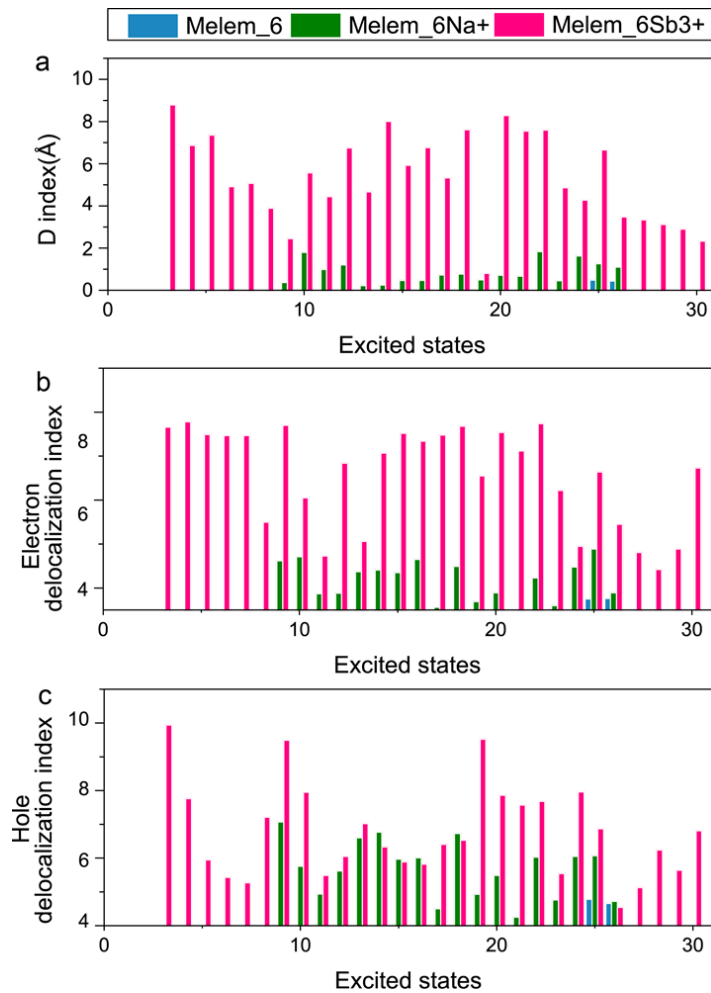 Melem_6 Melem_6Na+ Melem_6Sb3+
a
10
8
6
4
2
0
D index(Å)
0 10 20 30
Excited states
b
8
6
4
Electron
delocalization index
0 10 20 30
Excited states
c
10
8
6
4
Hole
delocalization index
0 10 20 30
Excited states